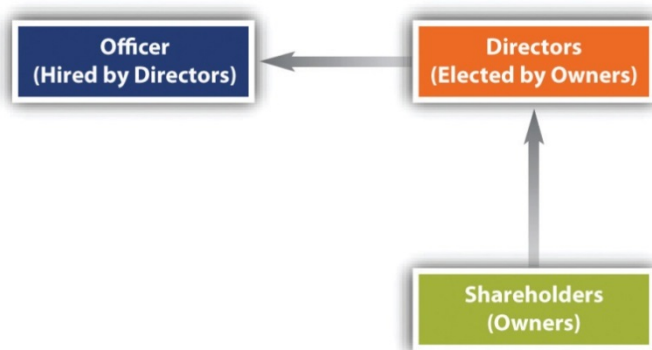 Officer
(Hired by Directors)
Directors
(Elected by Owners)
Shareholders
(Owners)